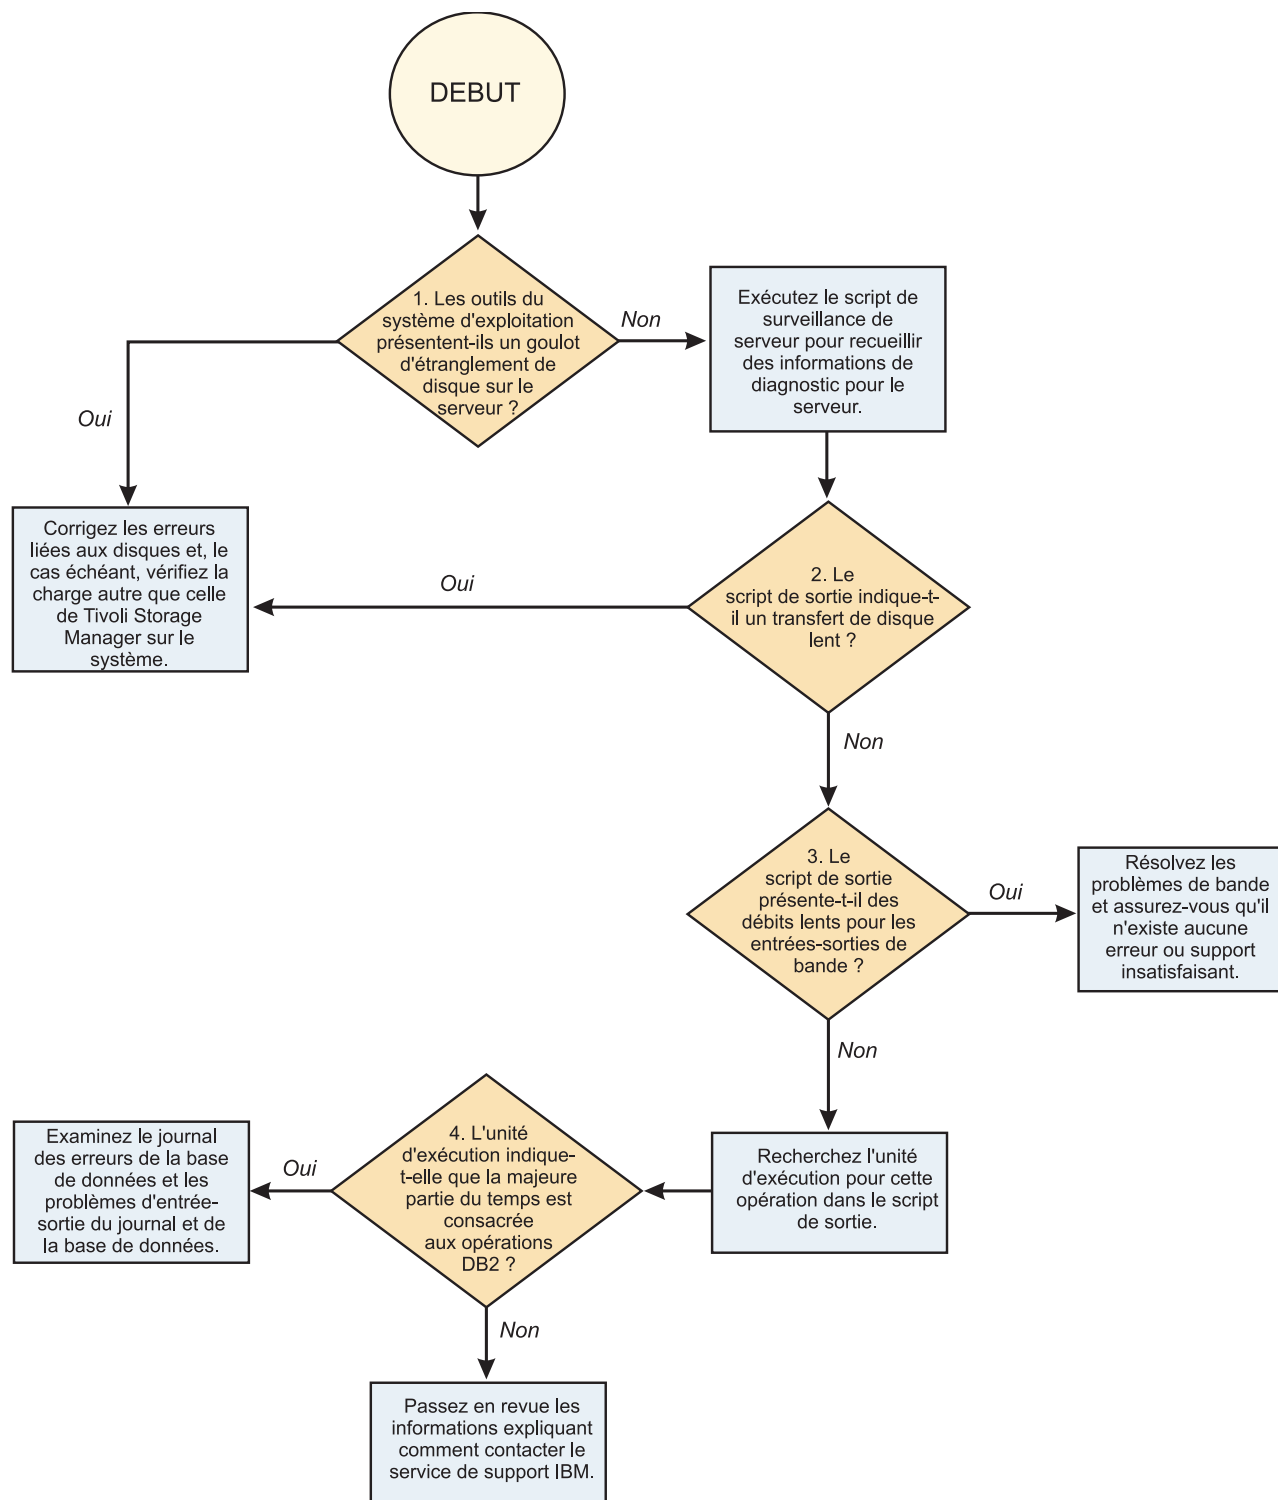 DEBUT
1. Les outils du
système d'exploitation
présentent-ils un goulot
d'étranglement de
disque sur le
serveur ?
Non
Exécutez le script de
surveillance de
serveur pour recueillir
des informations de
diagnostic pour le
serveur.
Oui
Corrigez les erreurs
liées aux disques et, le
cas échéant, vérifiez la
charge autre que celle
de Tivoli Storage
Manager sur le
système.
Oui
2. Le
script de sortie indique-t-
il un transfert de disque
lent ?
Non
3. Le
script de sortie
présente-t-il des
débits lents pour les
entrées-sorties de
bande ?
Oui
Résolvez les
problèmes de bande
et assurez-vous qu'il
n'existe aucune
erreur ou support
insatisfaisant.
Non
Recherchez l'unité
d'exécution pour cette
opération dans le script
de sortie.
4. L'unité
d'exécution indique-
t-elle que la majeure
partie du temps est
consacrée
aux opérations
DB2 ?
Oui
Examinez le journal
des erreurs de la base
de données et les
problèmes d'entrée-
sortie du journal et de
la base de données.
Non
Passez en revue les
informations expliquant
comment contacter le
service de support IBM.